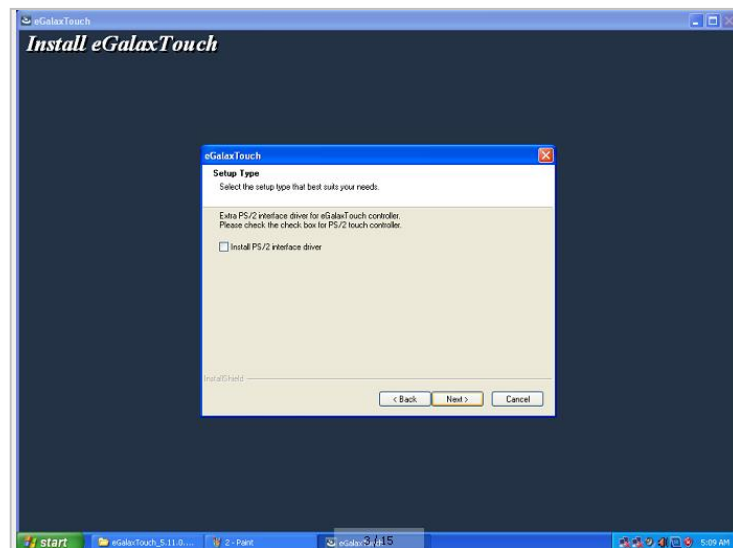 eGalaxTouch
Install eGalaxTouch
eGalaxTouch
Setup Type
Select the setup type that best suits your needs.
Extra PS/2 interface driver for eGalaxTouch controller.
Please check the check box for PS/2 touch controller.
Install PS/2 interface driver
InstallShield
< Back
Next >
Cancel
start
eGalaxTouch_5.11.0....
2 - Paint
3/15
5:09 AM